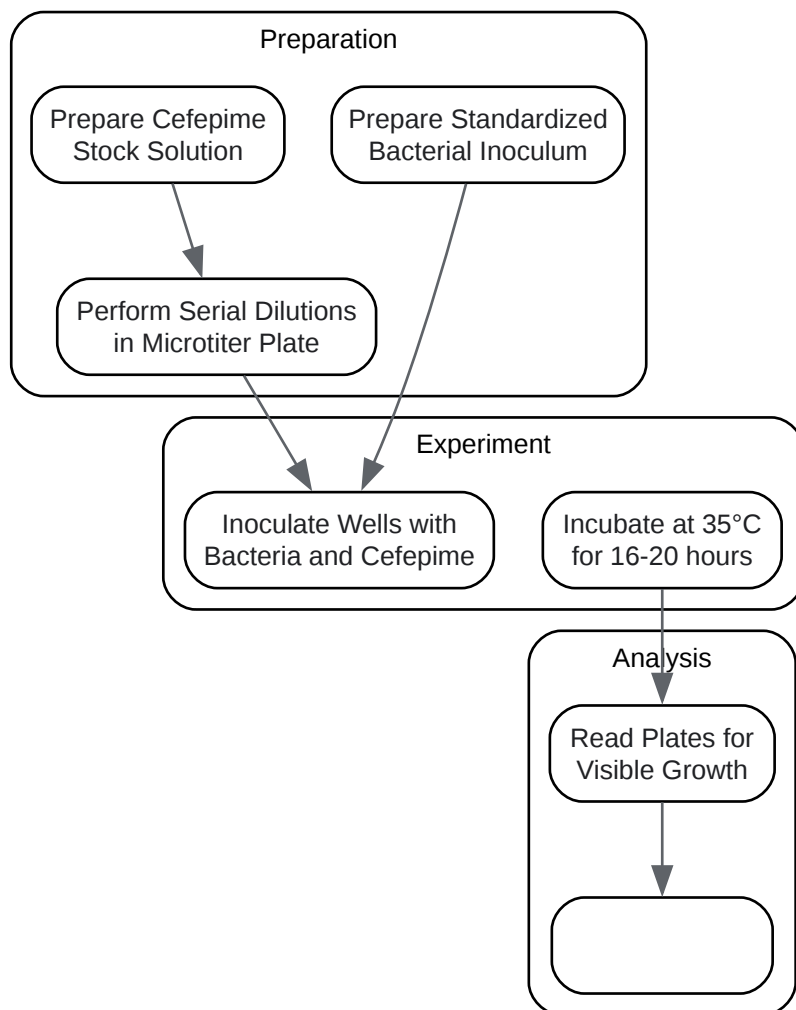 Preparation
Prepare Cefepime
Stock Solution
Prepare Standardized
Bacterial Inoculum
Perform Serial Dilutions
in Microtiter Plate
Experiment
Inoculate Wells with
Bacteria and Cefepime
Incubate at 35°C
for 16-20 hours
Analysis
Read Plates for
Visible Growth